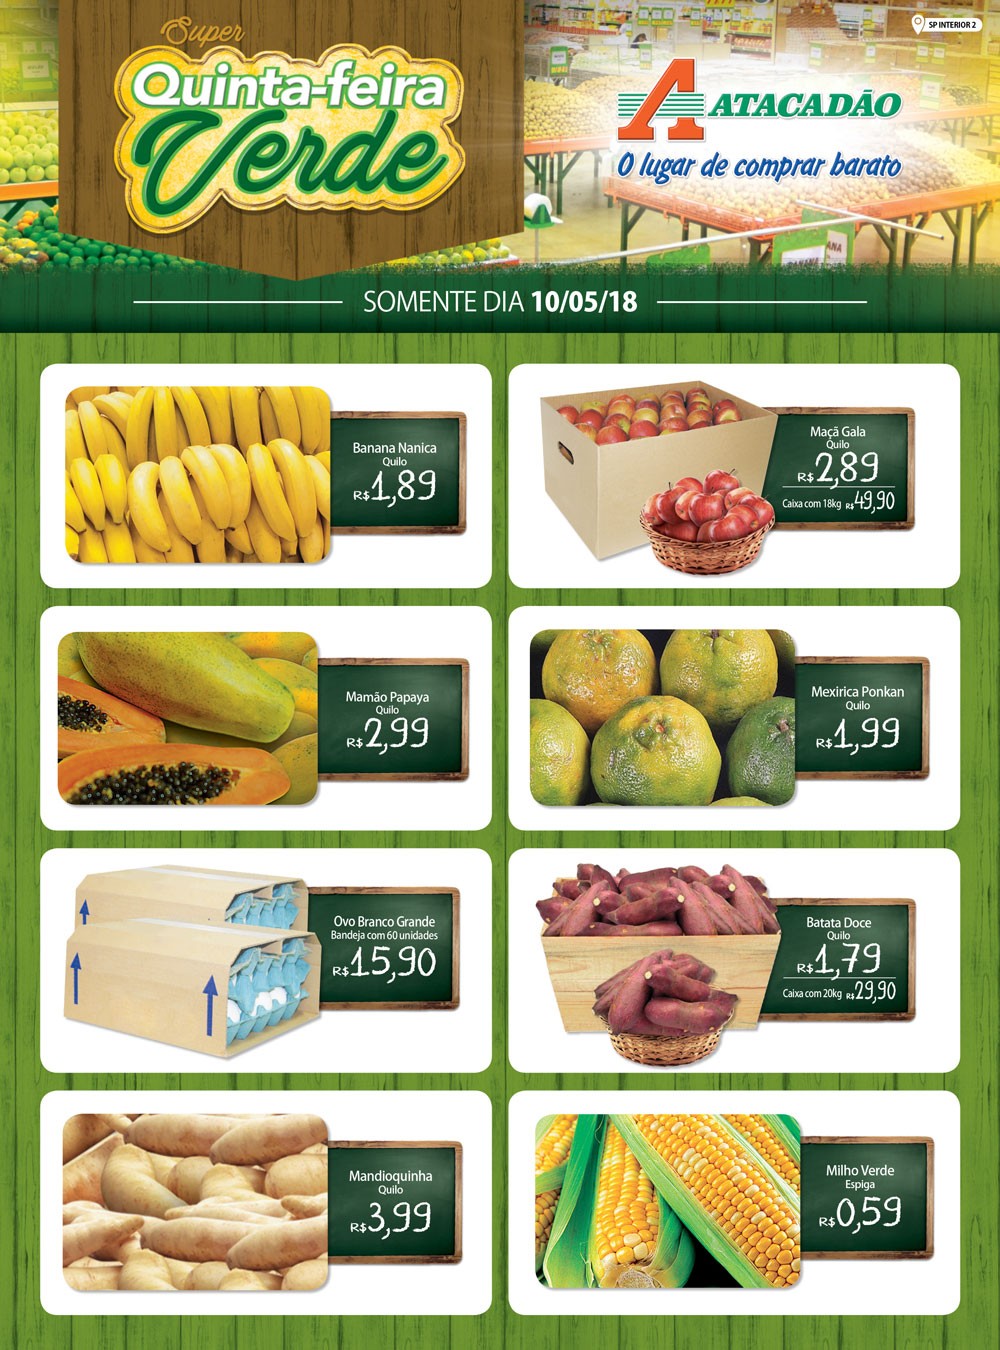 SP INTERIOR 2
Super
Quinta-feira
Verde
ATACADÃO
O lugar de comprar barato
SOMENTE DIA 10/05/18
Banana Nanica
Quilo
R$1,89
Maçã Gala
Quilo
R$2,89
Caixa com 18kg R$49,90
Mamão Papaya
Quilo
R$2,99
Mexirica Ponkan
Quilo
R$1,99
Ovo Branco Grande
Bandeja com 60 unidades
R$15,90
Batata Doce
Quilo
R$1,79
Caixa com 20kg R$29,90
Mandioquinha
Quilo
R$3,99
Milho Verde
Espiga
R$0,59